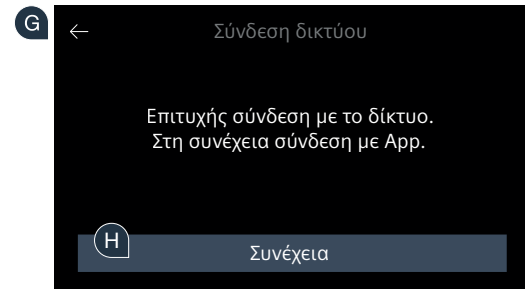 G
Σύνδεση δικτύου
Επιτυχής σύνδεση με το δίκτυο.
Στη συνέχεια σύνδεση με App.
H
Συνέχεια